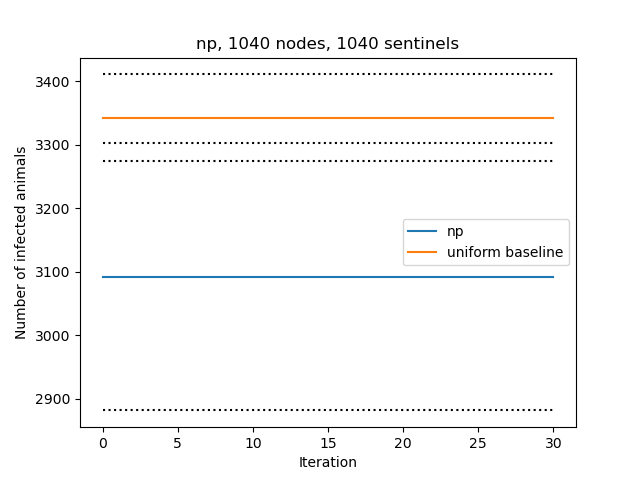 np, 1040 nodes, 1040 sentinels
3400
3300
3200
3100
3000
2900
Number of infected animals
np
uniform baseline
0 5 10 15 20 25 30
Iteration